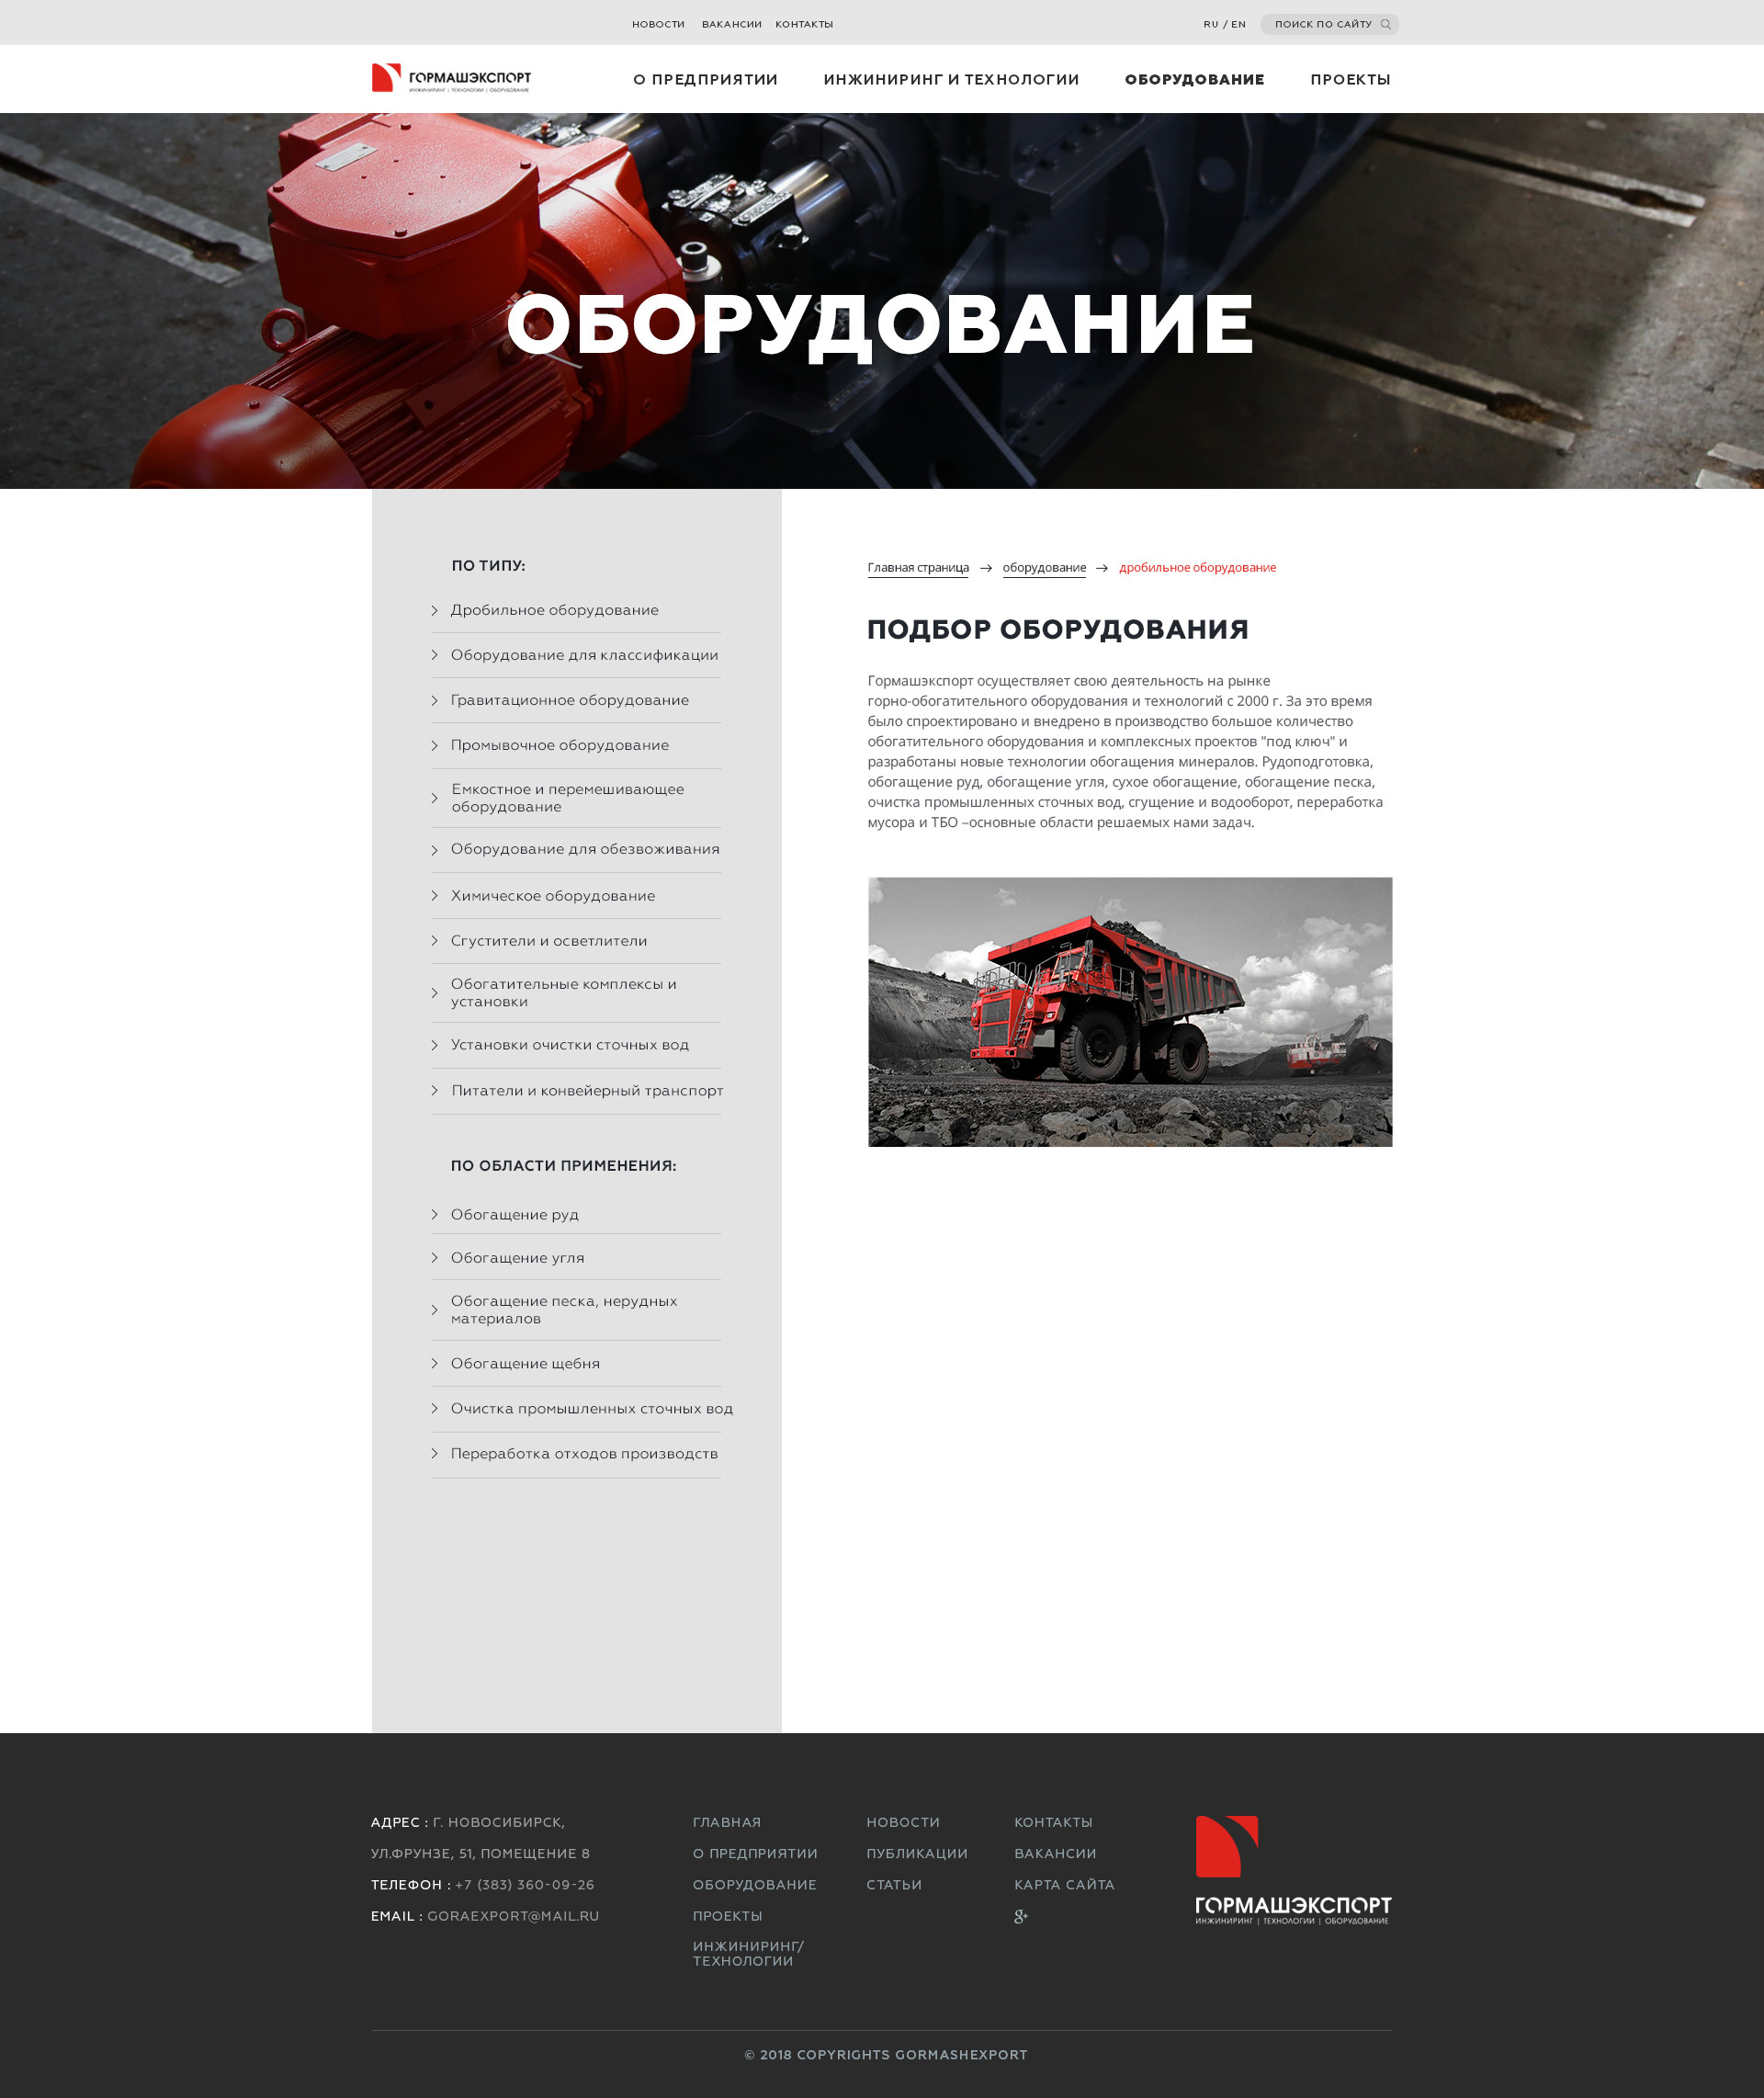 НОВОСТИ ВАКАНСИИ КОНТАКТЫ RU / EN ПОИСК ПО САЙТУ
ГОРМАШЭКСПОРТ
ИНЖИНИРИНГ | ТЕХНОЛОГИИ | ОБОРУДОВАНИЕ
О ПРЕДПРИЯТИИ ИНЖИНИРИНГ И ТЕХНОЛОГИИ ОБОРУДОВАНИЕ ПРОЕКТЫ
ОБОРУДОВАНИЕ
ПО ТИПУ:
Дробильное оборудование
Оборудование для классификации
Гравитационное оборудование
Промывочное оборудование
Емкостное и перемешивающее
оборудование
Оборудование для обезвоживания
Химическое оборудование
Сгустители и осветлители
Обогатительные комплексы и
установки
Установки очистки сточных вод
Питатели и конвейерный транспорт
ПО ОБЛАСТИ ПРИМЕНЕНИЯ:
Обогащение руд
Обогащение угля
Обогащение песка, нерудных
материалов
Обогащение щебня
Очистка промышленных сточных вод
Переработка отходов производств
Главная страница → оборудование → дробильное оборудование
ПОДБОР ОБОРУДОВАНИЯ
Гормашэкспорт осуществляет свою деятельность на рынке
горно-обогатительного оборудования и технологий с 2000 г. За это время
было спроектировано и внедрено в производство большое количество
обогатительного оборудования и комплексных проектов "под ключ" и
разработаны новые технологии обогащения минералов. Рудоподготовка,
обогащение руд, обогащение угля, сухое обогащение, обогащение песка,
очистка промышленных сточных вод, сгущение и водооборот, переработка
мусора и ТБО –основные области решаемых нами задач.
АДРЕС : Г. НОВОСИБИРСК,
УЛ.ФРУНЗЕ, 51, ПОМЕЩЕНИЕ 8
ТЕЛЕФОН : +7 (383) 360-09-26
EMAIL : GORAEXPORT@MAIL.RU
ГЛАВНАЯ
О ПРЕДПРИЯТИИ
ОБОРУДОВАНИЕ
ПРОЕКТЫ
ИНЖИНИРИНГ/
ТЕХНОЛОГИИ
НОВОСТИ
ПУБЛИКАЦИИ
СТАТЬИ
КОНТАКТЫ
ВАКАНСИИ
КАРТА САЙТА
g+
ГОРМАШЭКСПОРТ
ИНЖИНИРИНГ | ТЕХНОЛОГИИ | ОБОРУДОВАНИЕ
© 2018 COPYRIGHTS GORMASHEXPORT